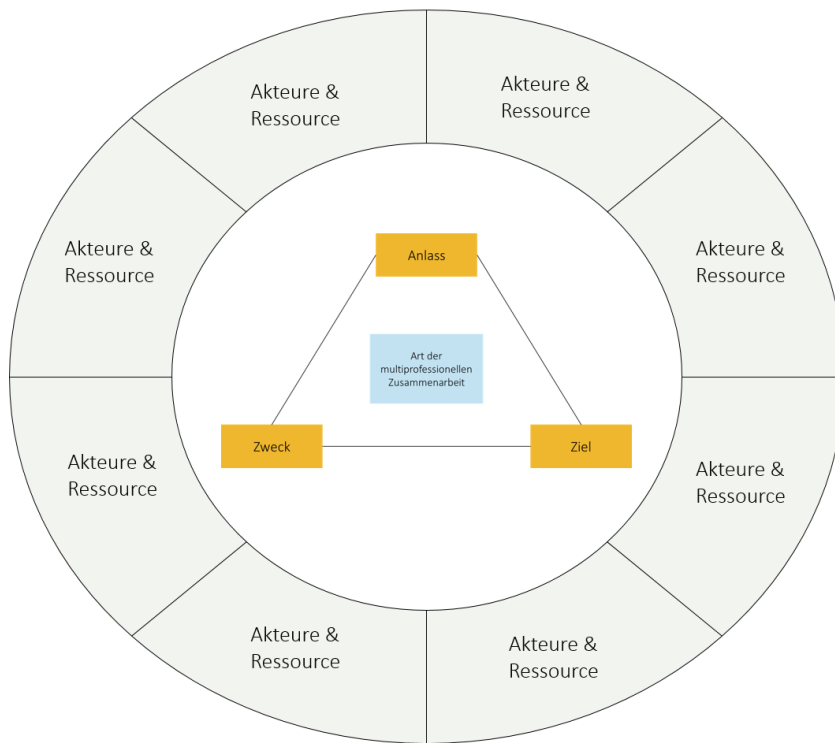 Akteure &
Ressource
Akteure &
Ressource
Akteure &
Ressource
Akteure &
Ressource
Anlass
Art der
multiprofessionellen
Zusammenarbeit
Zweck
Ziel
Akteure &
Ressource
Akteure &
Ressource
Akteure &
Ressource
Akteure &
Ressource